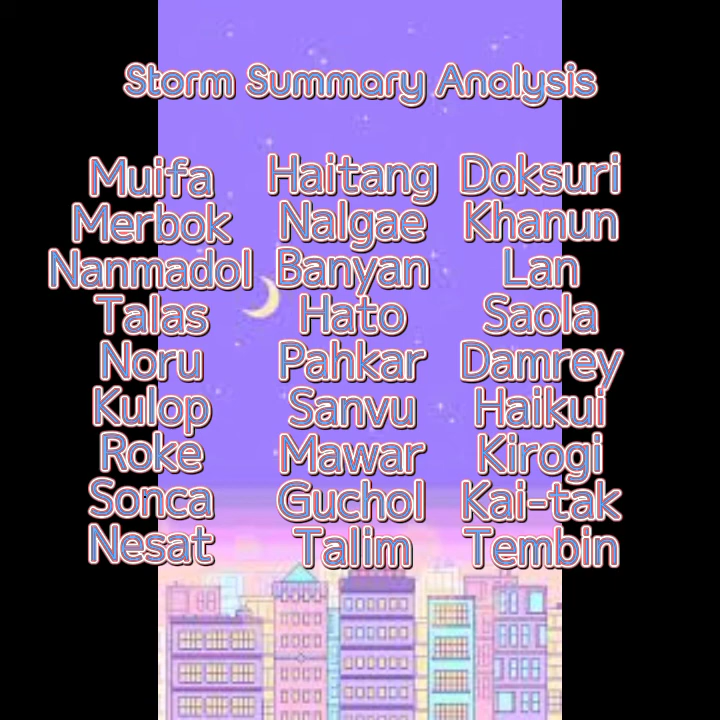 Storm Summary Analysis
Muifa
Merbok
Nanmadol
Talas
Noru
Kulop
Roke
Sonca
Nesat
Haitang
Nalgae
Banyan
Hato
Pahkar
Sanvu
Mawar
Guchol
Talim
Doksuri
Khanun
Lan
Saola
Damrey
Haikui
Kirogi
Kai-tak
Tembin